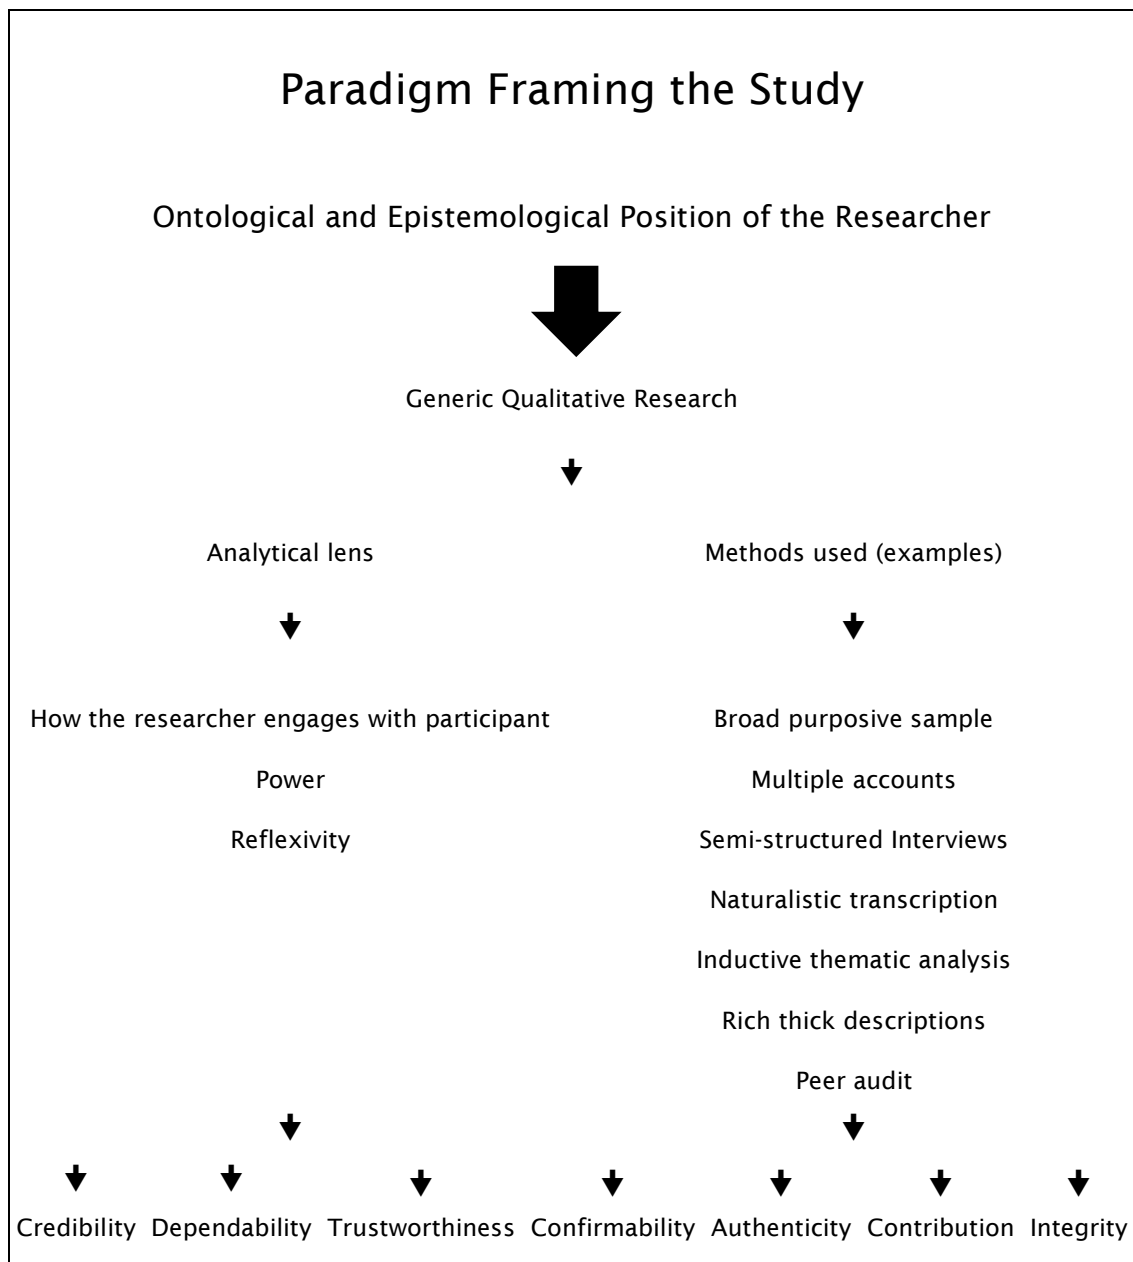 Paradigm Framing the Study
Ontological and Epistemological Position of the Researcher
Generic Qualitative Research
Analytical lens
Methods used (examples)
How the researcher engages with participant
Power
Reflexivity
Broad purposive sample
Multiple accounts
Semi-structured Interviews
Naturalistic transcription
Inductive thematic analysis
Rich thick descriptions
Peer audit
Credibility Dependability Trustworthiness Confirmability Authenticity Contribution Integrity